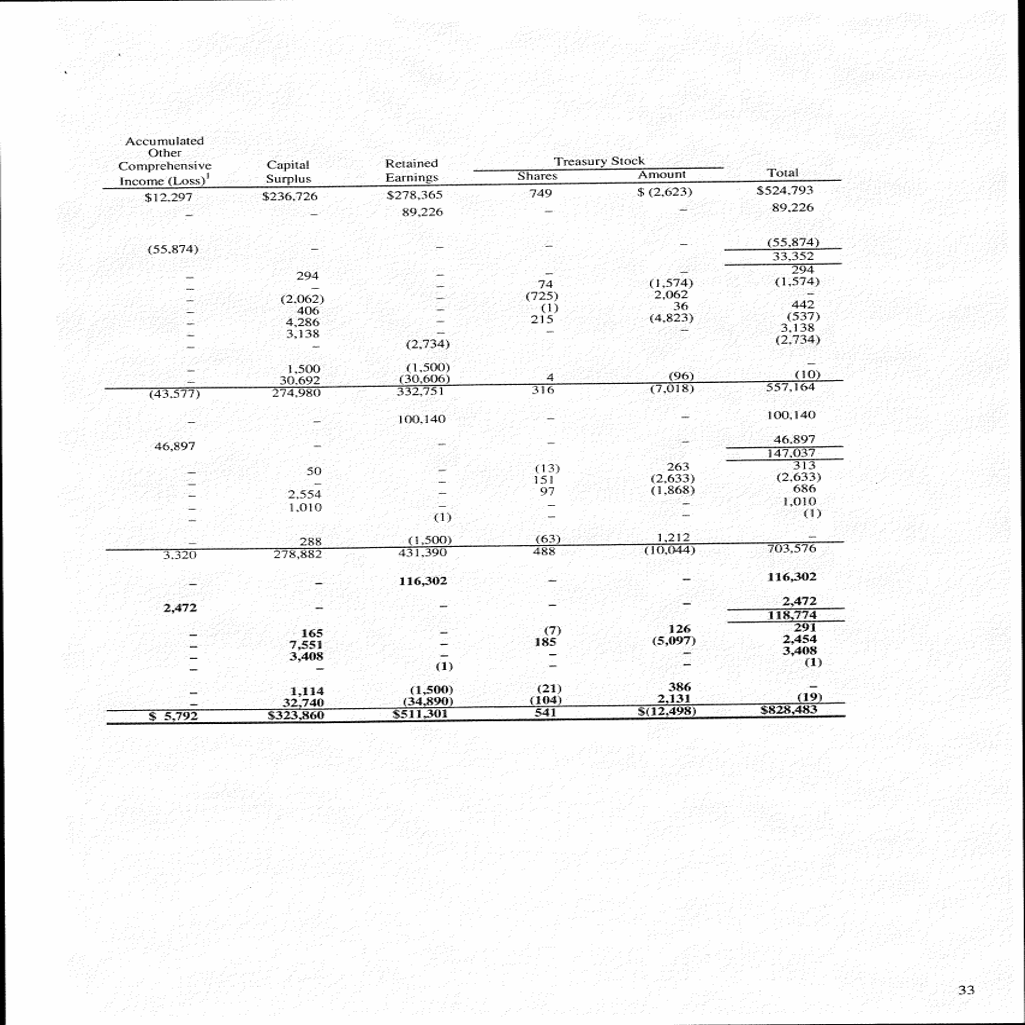 Accumulated
Other
Comprehensive Capital Retained Treasury Stock
Income (Loss)¹ Surplus Earnings Shares Amount Total
$12,297 $236,726 $278,365 749 $ (2,623) $524,793
– – 89,226 – – 89,226
(55,874) – – – – (55,874)
33,352
– 294 – – – 294
– – – 74 (1,574) (1,574)
– (2,062) – (725) 2,062 –
– 406 – (1) 36 442
– 4,286 – 215 (4,823) (537)
– 3,138 – – – 3,138
– – (2,734) (2,734)
– 1,500 (1,500) –
– 30,692 (30,606) 4 (96) (10)
(43,577) 274,980 332,751 316 (7,018) 557,164
– – 100,140 – – 100,140
46,897 – – – – 46,897
147,037
– 50 – (13) 263 313
– – – 151 (2,633) (2,633)
– 2,554 – 97 (1,868) 686
– 1,010 – – – 1,010
– (1) – – (1)
– 288 (1,500) (63) 1,212 –
3,320 278,882 431,390 488 (10,044) 703,576
– – 116,302 – – 116,302
2,472 – – – – 2,472
118,774
– 165 – (7) 126 291
– 7,551 – 185 (5,097) 2,454
– 3,408 – – – 3,408
– – (1) – – (1)
– 1,114 (1,500) (21) 386 –
– 32,740 (34,890) (104) 2,131 (19)
$ 5,792 $323,860 $511,301 541 $(12,498) $828,483
33